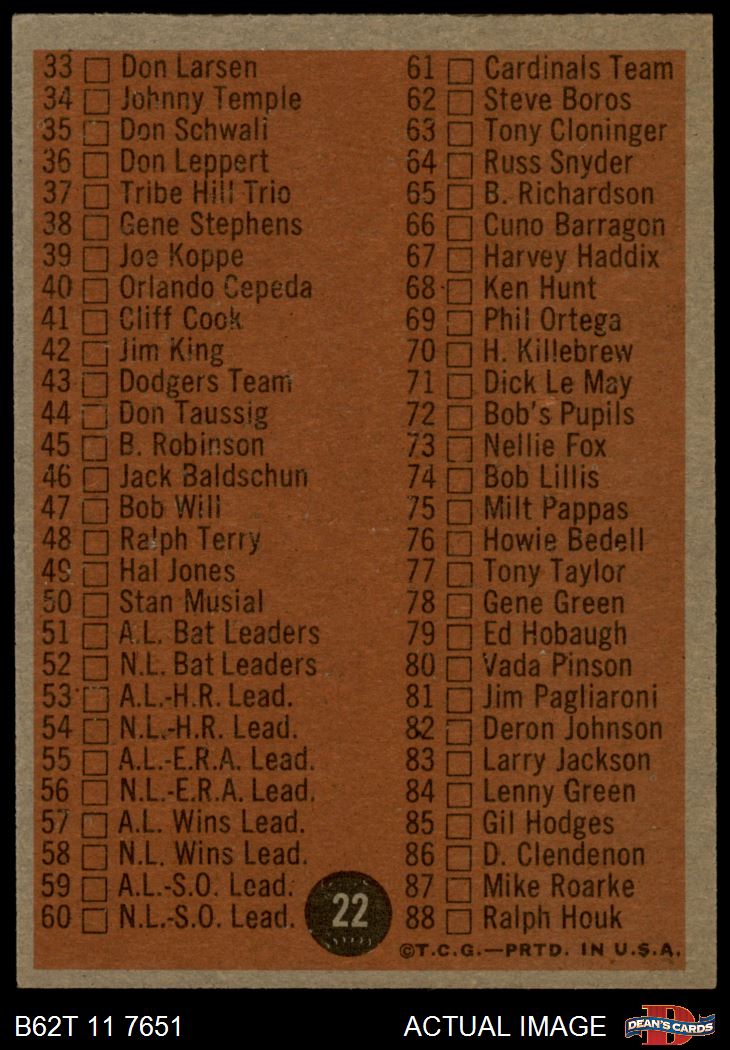 33 Don Larsen
34 Johnny Temple
35 Don Schwali
36 Don Leppert
37 Tribe Hill Trio
38 Gene Stephens
39 Joe Koppe
40 Orlando Cepeda
41 Cliff Cook
42 Jim King
43 Dodgers Team
44 Don Taussig
45 B. Robinson
46 Jack Baldschun
47 Bob Will
48 Ralph Terry
49 Hal Jones
50 Stan Musial
51 A.L. Bat Leaders
52 N.L. Bat Leaders
53 A.L.-H.R. Lead.
54 N.L.-H.R. Lead.
55 A.L.-E.R.A. Lead.
56 N.L.-E.R.A. Lead.
57 A.L. Wins Lead.
58 N.L. Wins Lead.
59 A.L.-S.O. Lead.
60 N.L.-S.O. Lead.
61 Cardinals Team
62 Steve Boros
63 Tony Cloninger
64 Russ Snyder
65 B. Richardson
66 Cuno Barragon
67 Harvey Haddix
68 Ken Hunt
69 Phil Ortega
70 H. Killebrew
71 Dick Le May
72 Bob's Pupils
73 Nellie Fox
74 Bob Lillis
75 Milt Pappas
76 Howie Bedell
77 Tony Taylor
78 Gene Green
79 Ed Hobaugh
80 Vada Pinson
81 Jim Pagliaroni
82 Deron Johnson
83 Larry Jackson
84 Lenny Green
85 Gil Hodges
86 D. Clendenon
87 Mike Roarke
88 Ralph Houk
22
©T.C.G.—PRTD. IN U.S.A.
B62T 11 7651
ACTUAL IMAGE
DEAN'S CARDS